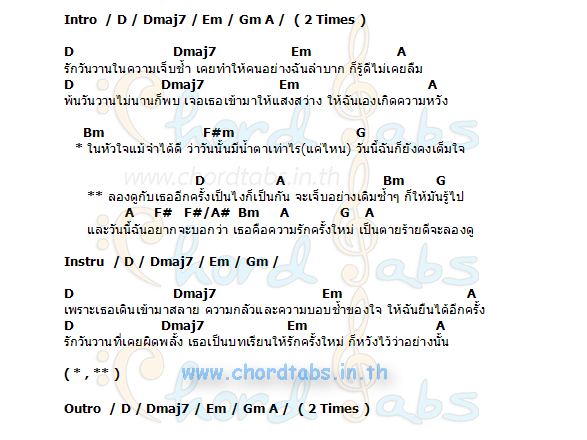 Intro / D / Dmaj7 / Em / Gm A / ( 2 Times )
D Dmaj7 Em A
รักวันวานในความเจ็บช้ำ เคยทำให้คนอย่างฉันลำบาก ก็รู้ดีไม่เคยลืม
D Dmaj7 Em A
พ้นวันวานไม่นานก็พบ เจอเธอเข้ามาให้แสงสว่าง ให้ฉันเองเกิดความหวัง
Bm F#m G
* ในหัวใจแม้จำได้ดี ว่าวันนั้นมีน้ำตาเท่าไร(แค่ไหน) วันนี้ฉันก็ยังคงเต็มใจ
www.chordtabs.in.th
D A Bm G
** ลองดูกับเธออีกครั้งเป็นไงก็เป็นกัน จะเจ็บอย่างเดิมซ้ำๆ ก็ให้มันรู้ไป
A F# F#/A# Bm A G A
และวันนี้ฉันอยากจะบอกว่า เธอคือความรักครั้งใหม่ เป็นตายร้ายดีจะลองดู
Instru / D / Dmaj7 / Em / Gm /
D Dmaj7 Em A
เพราะเธอเดินเข้ามาสลาย ความกลัวและความบอบช้ำของใจ ให้ฉันยืนได้อีกครั้ง
D Dmaj7 Em A
รักวันวานที่เคยผิดพลั้ง เธอเป็นบทเรียนให้รักครั้งใหม่ ก็หวังไว้ว่าอย่างนั้น
( * , ** )
www.chordtabs.in.th
Outro / D / Dmaj7 / Em / Gm A / ( 2 Times )